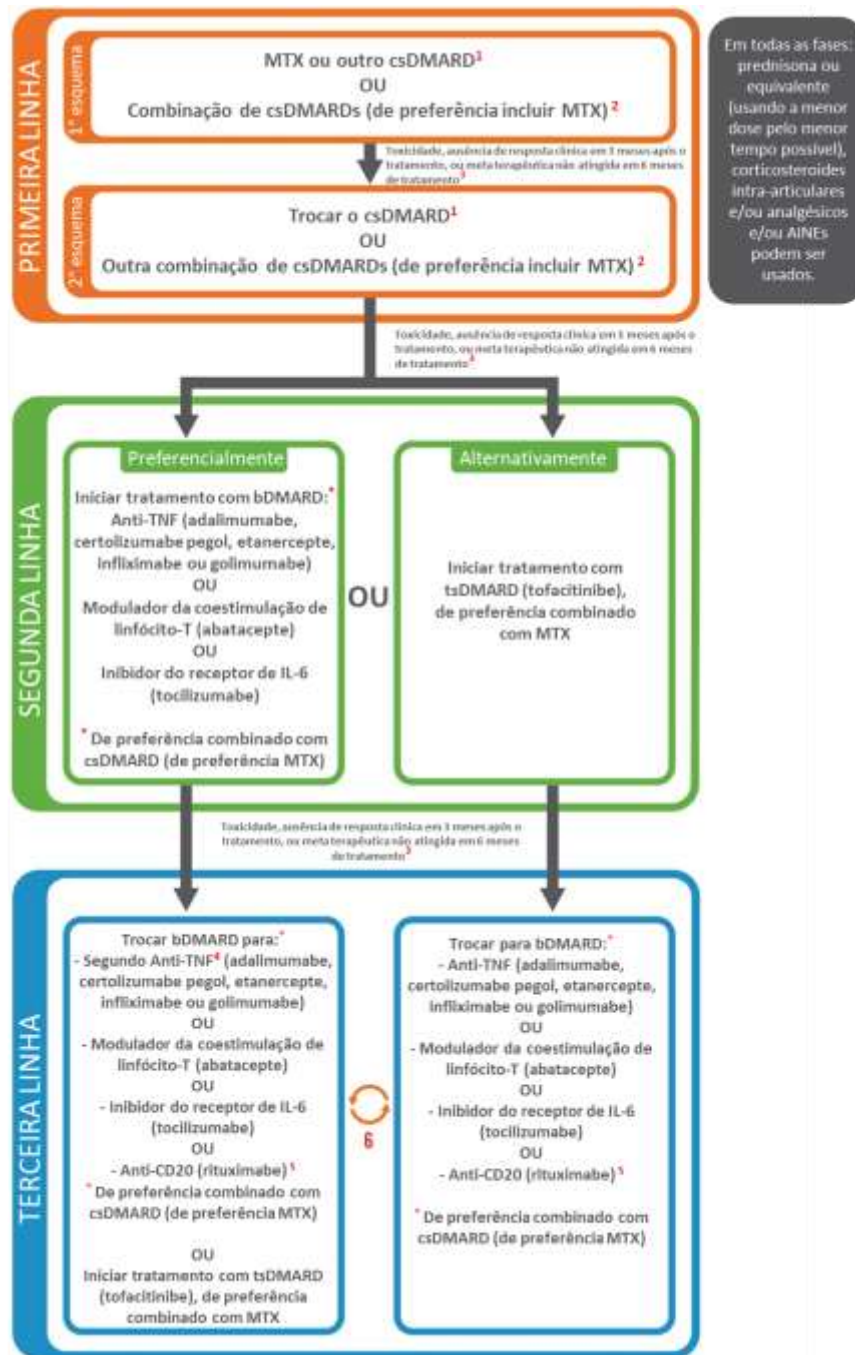 PRIMEIRA LINHA
1° esquema
MTX ou outro csDMARD1
OU
Combinação de csDMARDs (de preferência incluir MTX) 2
Toxicidade, ausência de resposta clínica em 3 meses após o
tratamento, ou meta terapêutica não atingida em 6 meses
de tratamento3
2° esquema
Trocar o csDMARD1
OU
Outra combinação de csDMARDs (de preferência incluir MTX) 2
Em todas as fases:
prednisona ou
equivalente
(usando a menor
dose pelo menor
tempo possível),
corticosteroides
intra-articulares
e/ou analgésicos
e/ou AINEs
podem ser
usados.
Toxicidade, ausência de resposta clínica em 3 meses após o
tratamento, ou meta terapêutica não atingida em 6 meses
de tratamento
SEGUNDA LINHA
Preferencialmente
Iniciar tratamento com bDMARD:*
Anti-TNF (adalimumabe,
certolizumabe pegol, etanercepte,
infliximabe ou golimumabe)
OU
Modulador da coestimulação de
linfócito-T (abatacepte)
OU
Inibidor do receptor de IL-6
(tocilizumabe)
* De preferência combinado com
csDMARD (de preferência MTX)
OU
Alternativamente
Iniciar tratamento com
tsDMARD (tofacitinibe),
de preferência combinado
com MTX
Toxicidade, ausência de resposta clínica em 3 meses após o
tratamento, ou meta terapêutica não atingida em 6 meses
de tratamento3
TERCEIRA LINHA
Trocar bDMARD para:*
- Segundo Anti-TNF4 (adalimumabe,
certolizumabe pegol, etanercepte,
infliximabe ou golimumabe)
OU
- Modulador da coestimulação de
linfócito-T (abatacepte)
OU
- Inibidor do receptor de IL-6
(tocilizumabe)
OU
- Anti-CD20 (rituximabe) 5
* De preferência combinado com
csDMARD (de preferência MTX)
OU
Iniciar tratamento com tsDMARD
(tofacitinibe), de preferência
combinado com MTX
6
Trocar para bDMARD:*
- Anti-TNF (adalimumabe,
certolizumabe pegol, etanercepte,
infliximabe ou golimumabe)
OU
- Modulador da coestimulação de
linfócito-T (abatacepte)
OU
- Inibidor do receptor de IL-6
(tocilizumabe)
OU
- Anti-CD20 (rituximabe) 5
* De preferência combinado com
csDMARD (de preferência MTX)